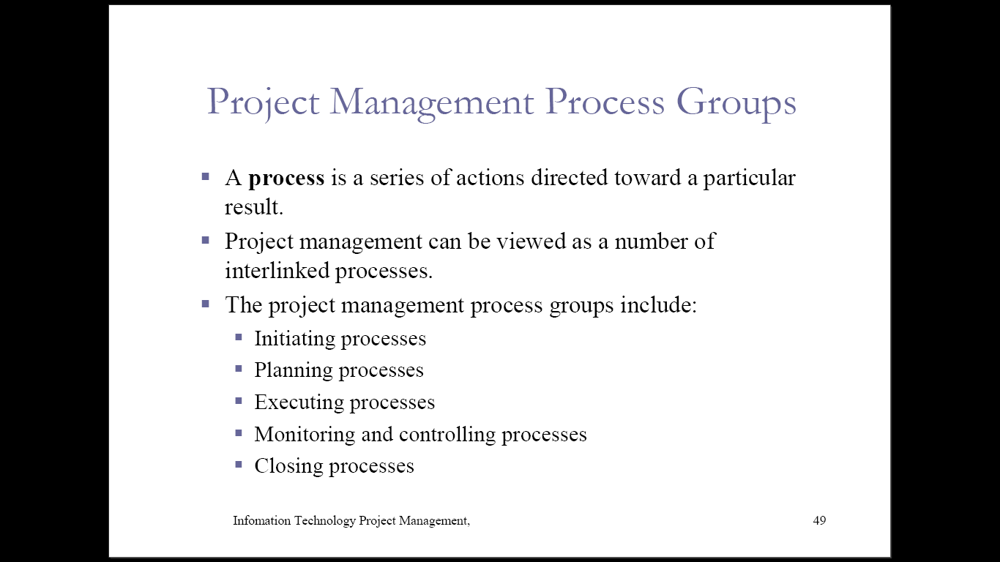 Project Management Process Groups
A process is a series of actions directed toward a particular
result.
Project management can be viewed as a number of
interlinked processes.
The project management process groups include:
Initiating processes
Planning processes
Executing processes
Monitoring and controlling processes
Closing processes
Infomation Technology Project Management,
49